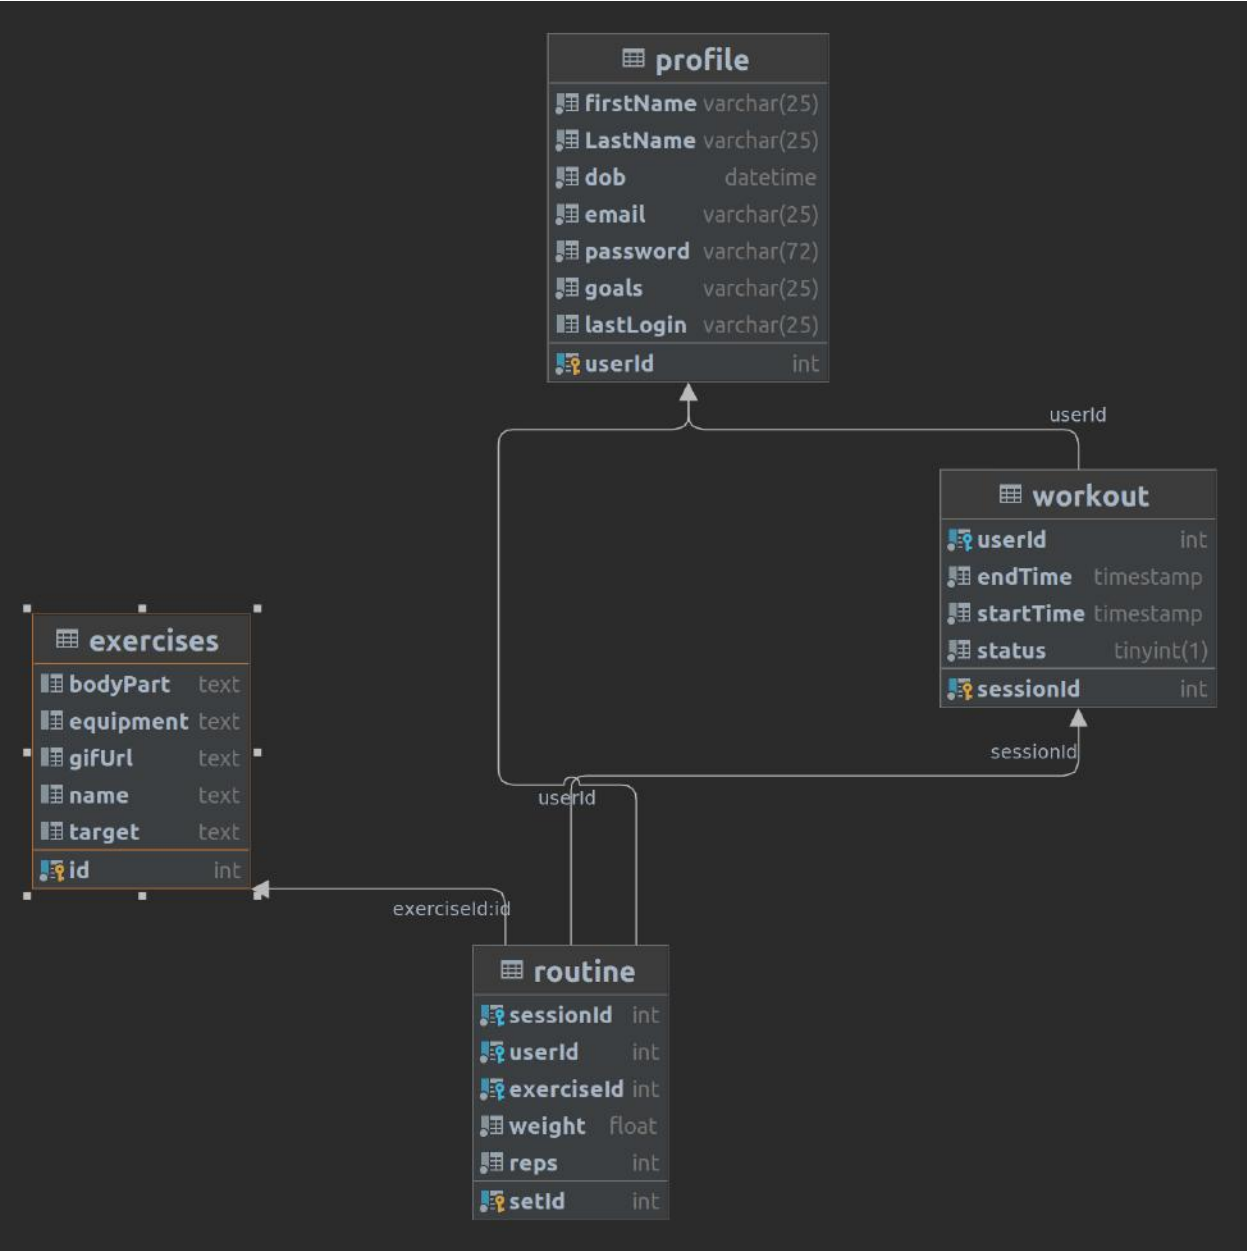 profile
firstName varchar(25)
LastName varchar(25)
dob datetime
email varchar(25)
password varchar(72)
goals varchar(25)
lastLogin varchar(25)
userId int
userId
workout
userId int
endTime timestamp
startTime timestamp
status tinyint(1)
sessionId int
sessionId
userId
exercises
bodyPart text
equipment text
gifUrl text
name text
target text
id int
exerciseId:id
routine
sessionId int
userId int
exerciseId int
weight float
reps int
setId int